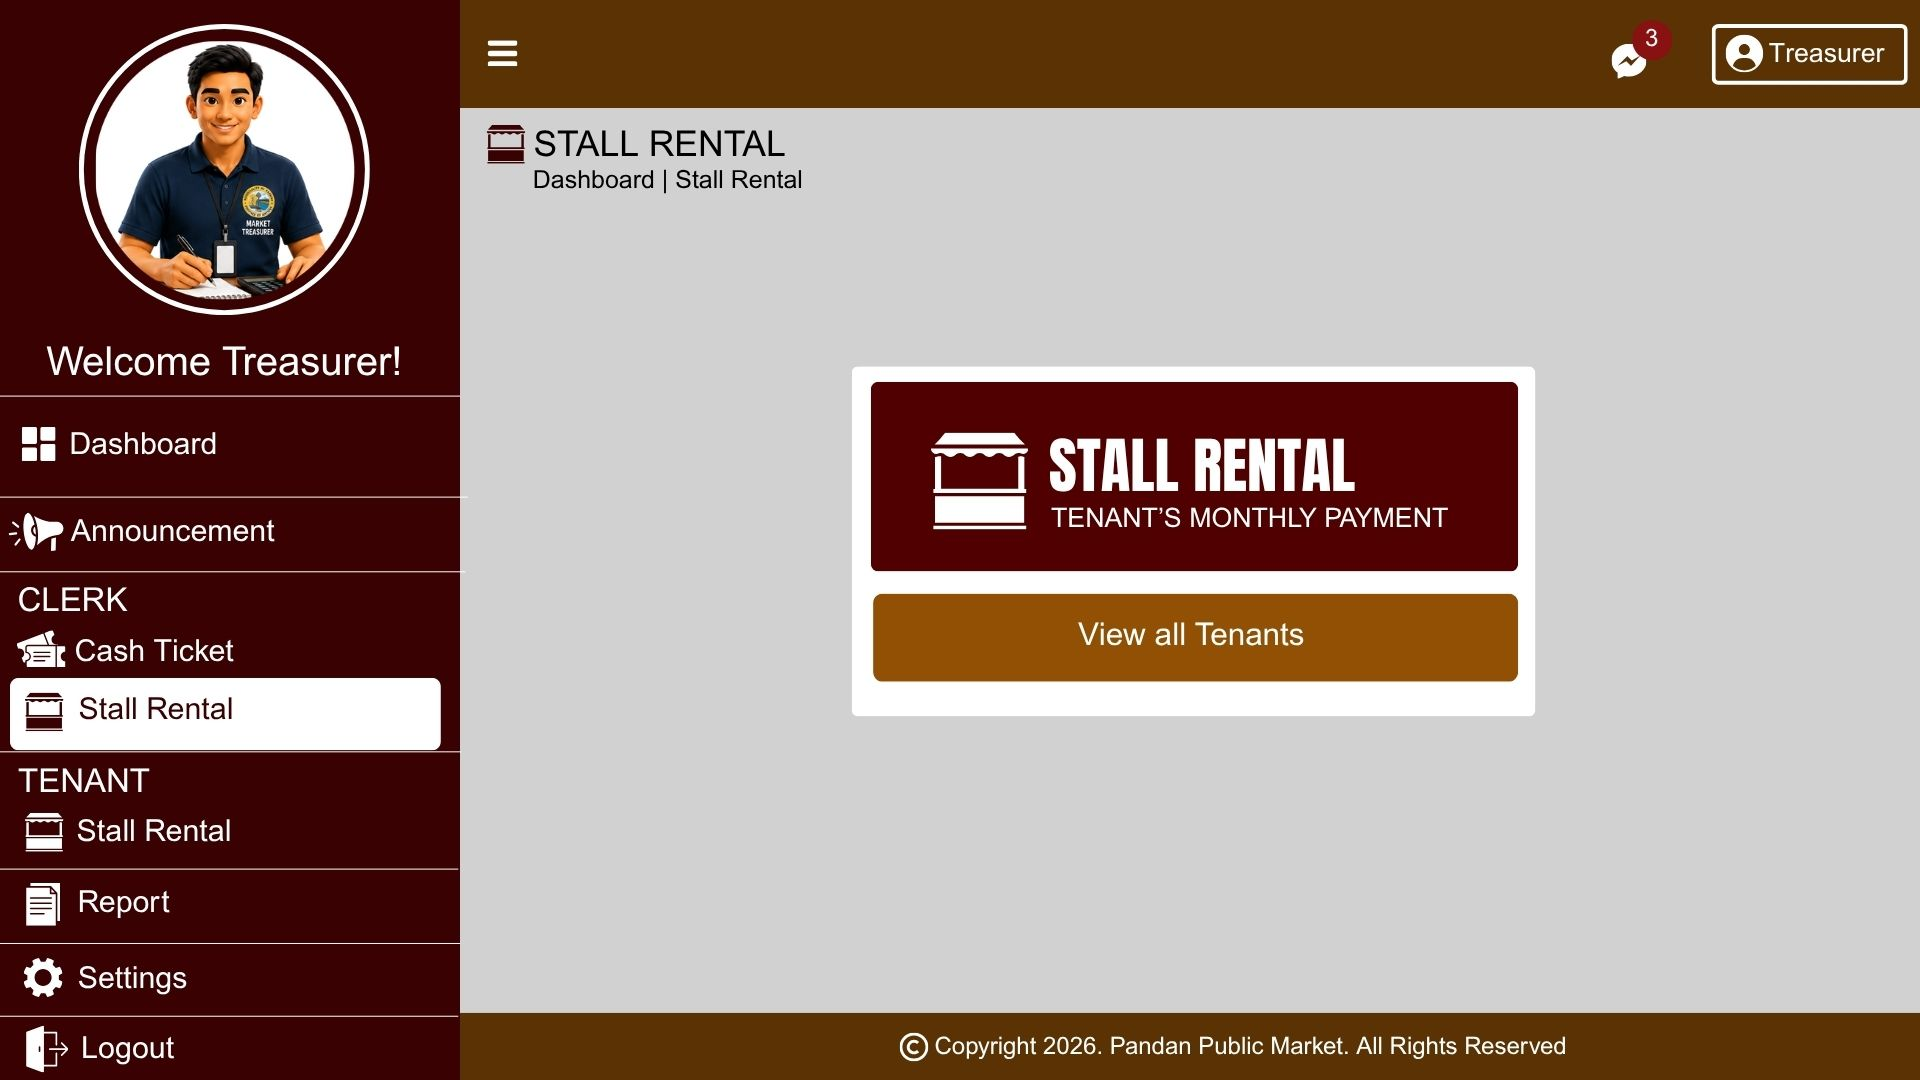 MARKET
TREASURER
Welcome Treasurer!
Dashboard
Announcement
CLERK
Cash Ticket
Stall Rental
TENANT
Stall Rental
Report
Settings
Logout
3
Treasurer
STALL RENTAL
Dashboard | Stall Rental
STALL RENTAL
TENANT’S MONTHLY PAYMENT
View all Tenants
© Copyright 2026. Pandan Public Market. All Rights Reserved